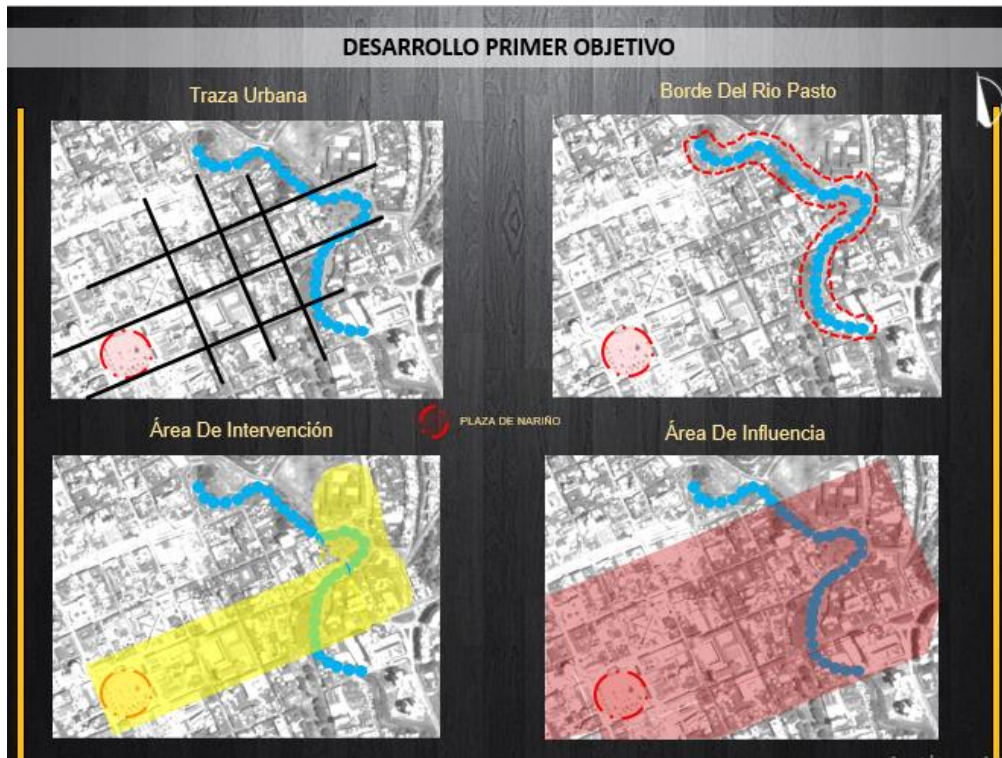 DESARROLLO PRIMER OBJETIVO
Traza Urbana
Borde Del Rio Pasto
Área De Intervención
PLAZA DE NARIÑO
Área De Influencia